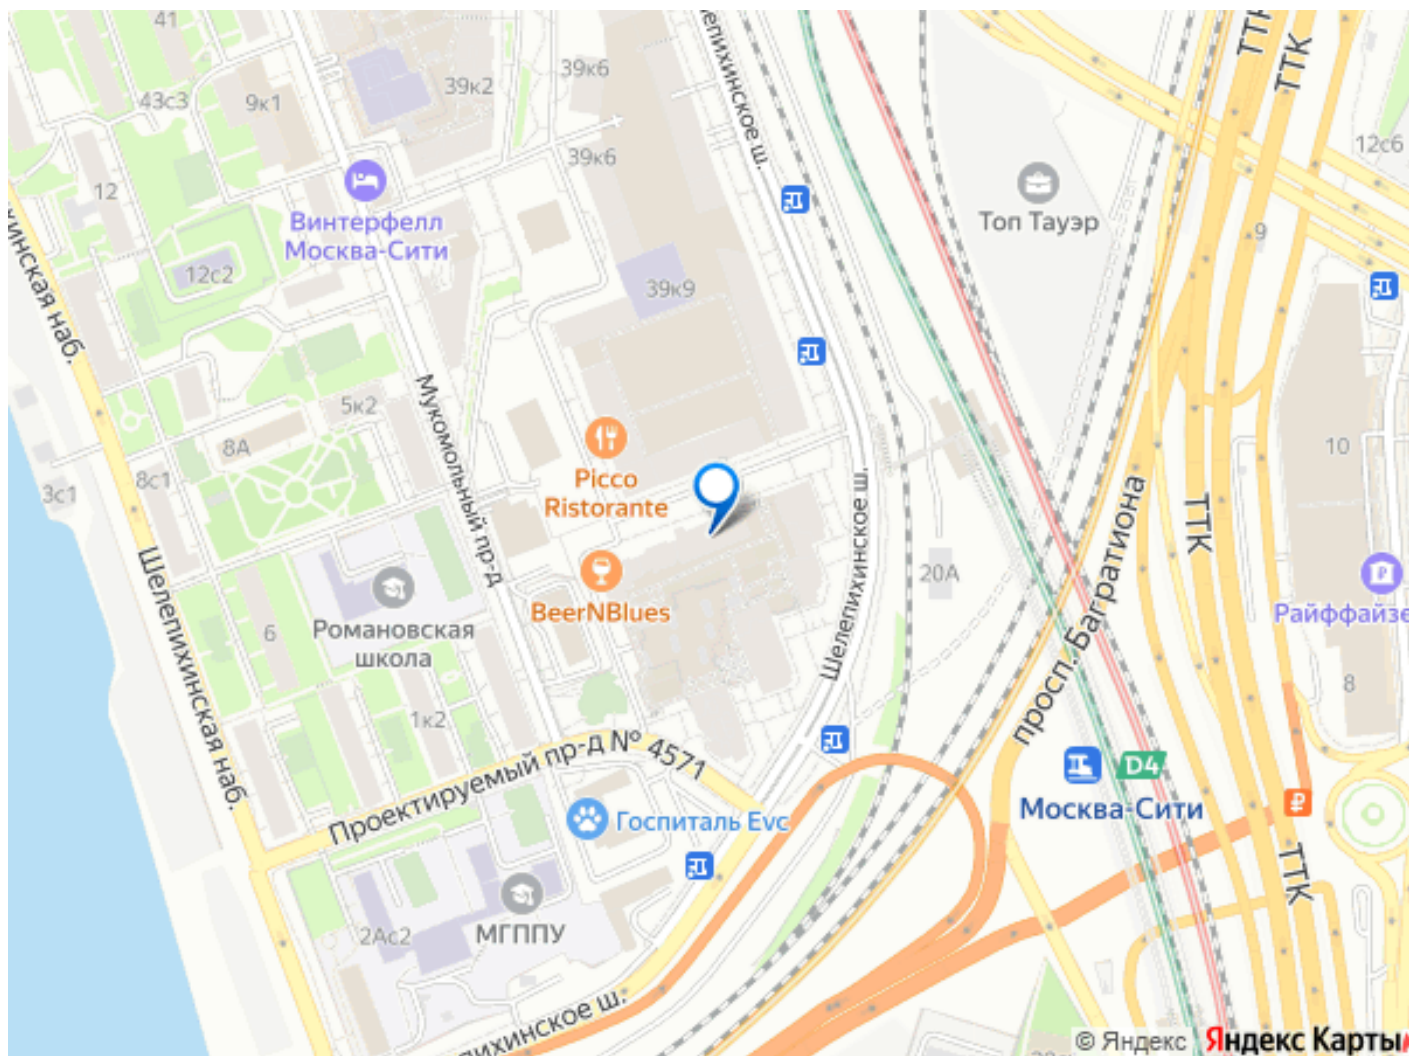 41
39к2
39к6
ТТК
ТТК
43с3
9к1
Шелепихинское ш.
12с6
12
39к6
Винтерфелл
Москва-Сити
Топ Тауэр
9
12с2
39к9
наб.
Мукомольный пр-д
5к2
8А
8с1
3с1
Picco
Ristorante
10
Шелепихинское ш.
просп. Багратиона
ТТК
Шелепихинская наб.
20А
BeerNBlues
Романовская
школа
6
8
1к2
Проектируемый пр-д № 4571
D4
Москва-Сити
Госпиталь Evc
ТТК
2Ас2
МГППУ
© Яндекс Яндекс Карты